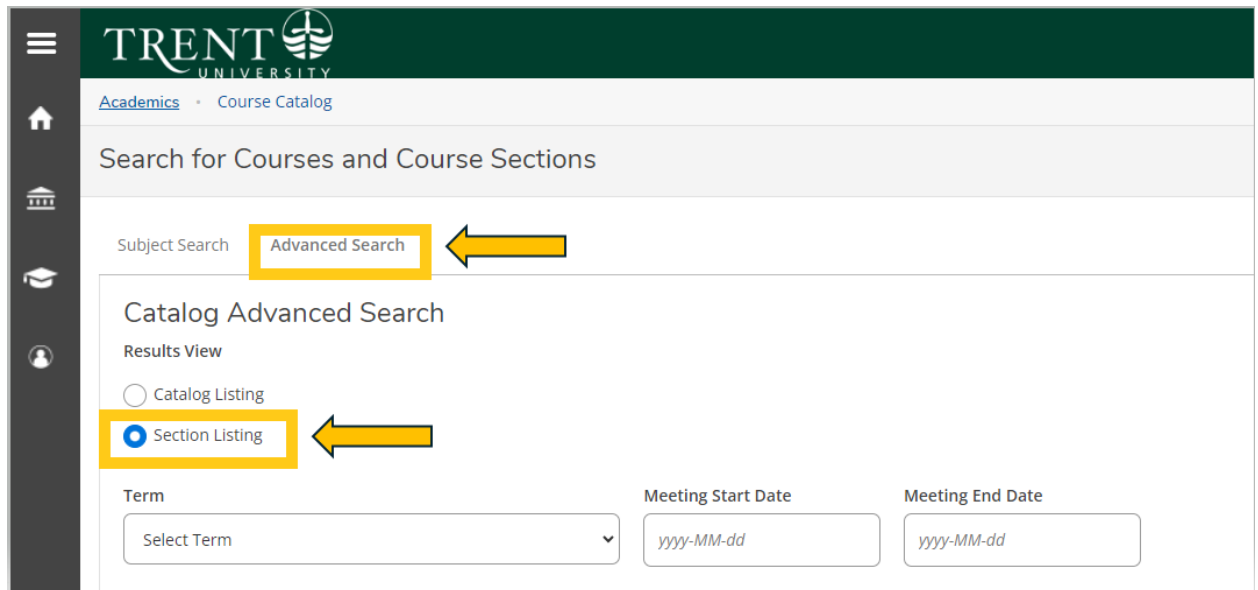 TRENT
UNIVERSITY
Academics • Course Catalog
Search for Courses and Course Sections
Subject Search Advanced Search
Catalog Advanced Search
Results View
Catalog Listing
Section Listing
Term Meeting Start Date Meeting End Date
Select Term yyyy-MM-dd yyyy-MM-dd